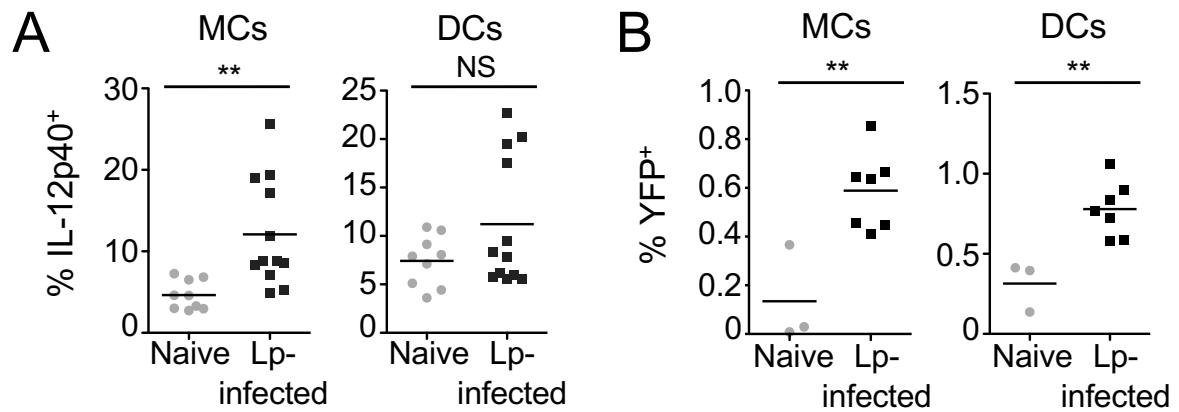 A
MCs
DCs
**
NS
% IL-12p40+
30
20
10
0
25
20
15
10
5
0
Naive
Lp-
infected
Naive
Lp-
infected
B
MCs
DCs
**
**
% YFP+
1.0
0.8
0.6
0.4
0.2
0
1.5
1.0
0.5
0
Naive
Lp-
infected
Naive
Lp-
infected